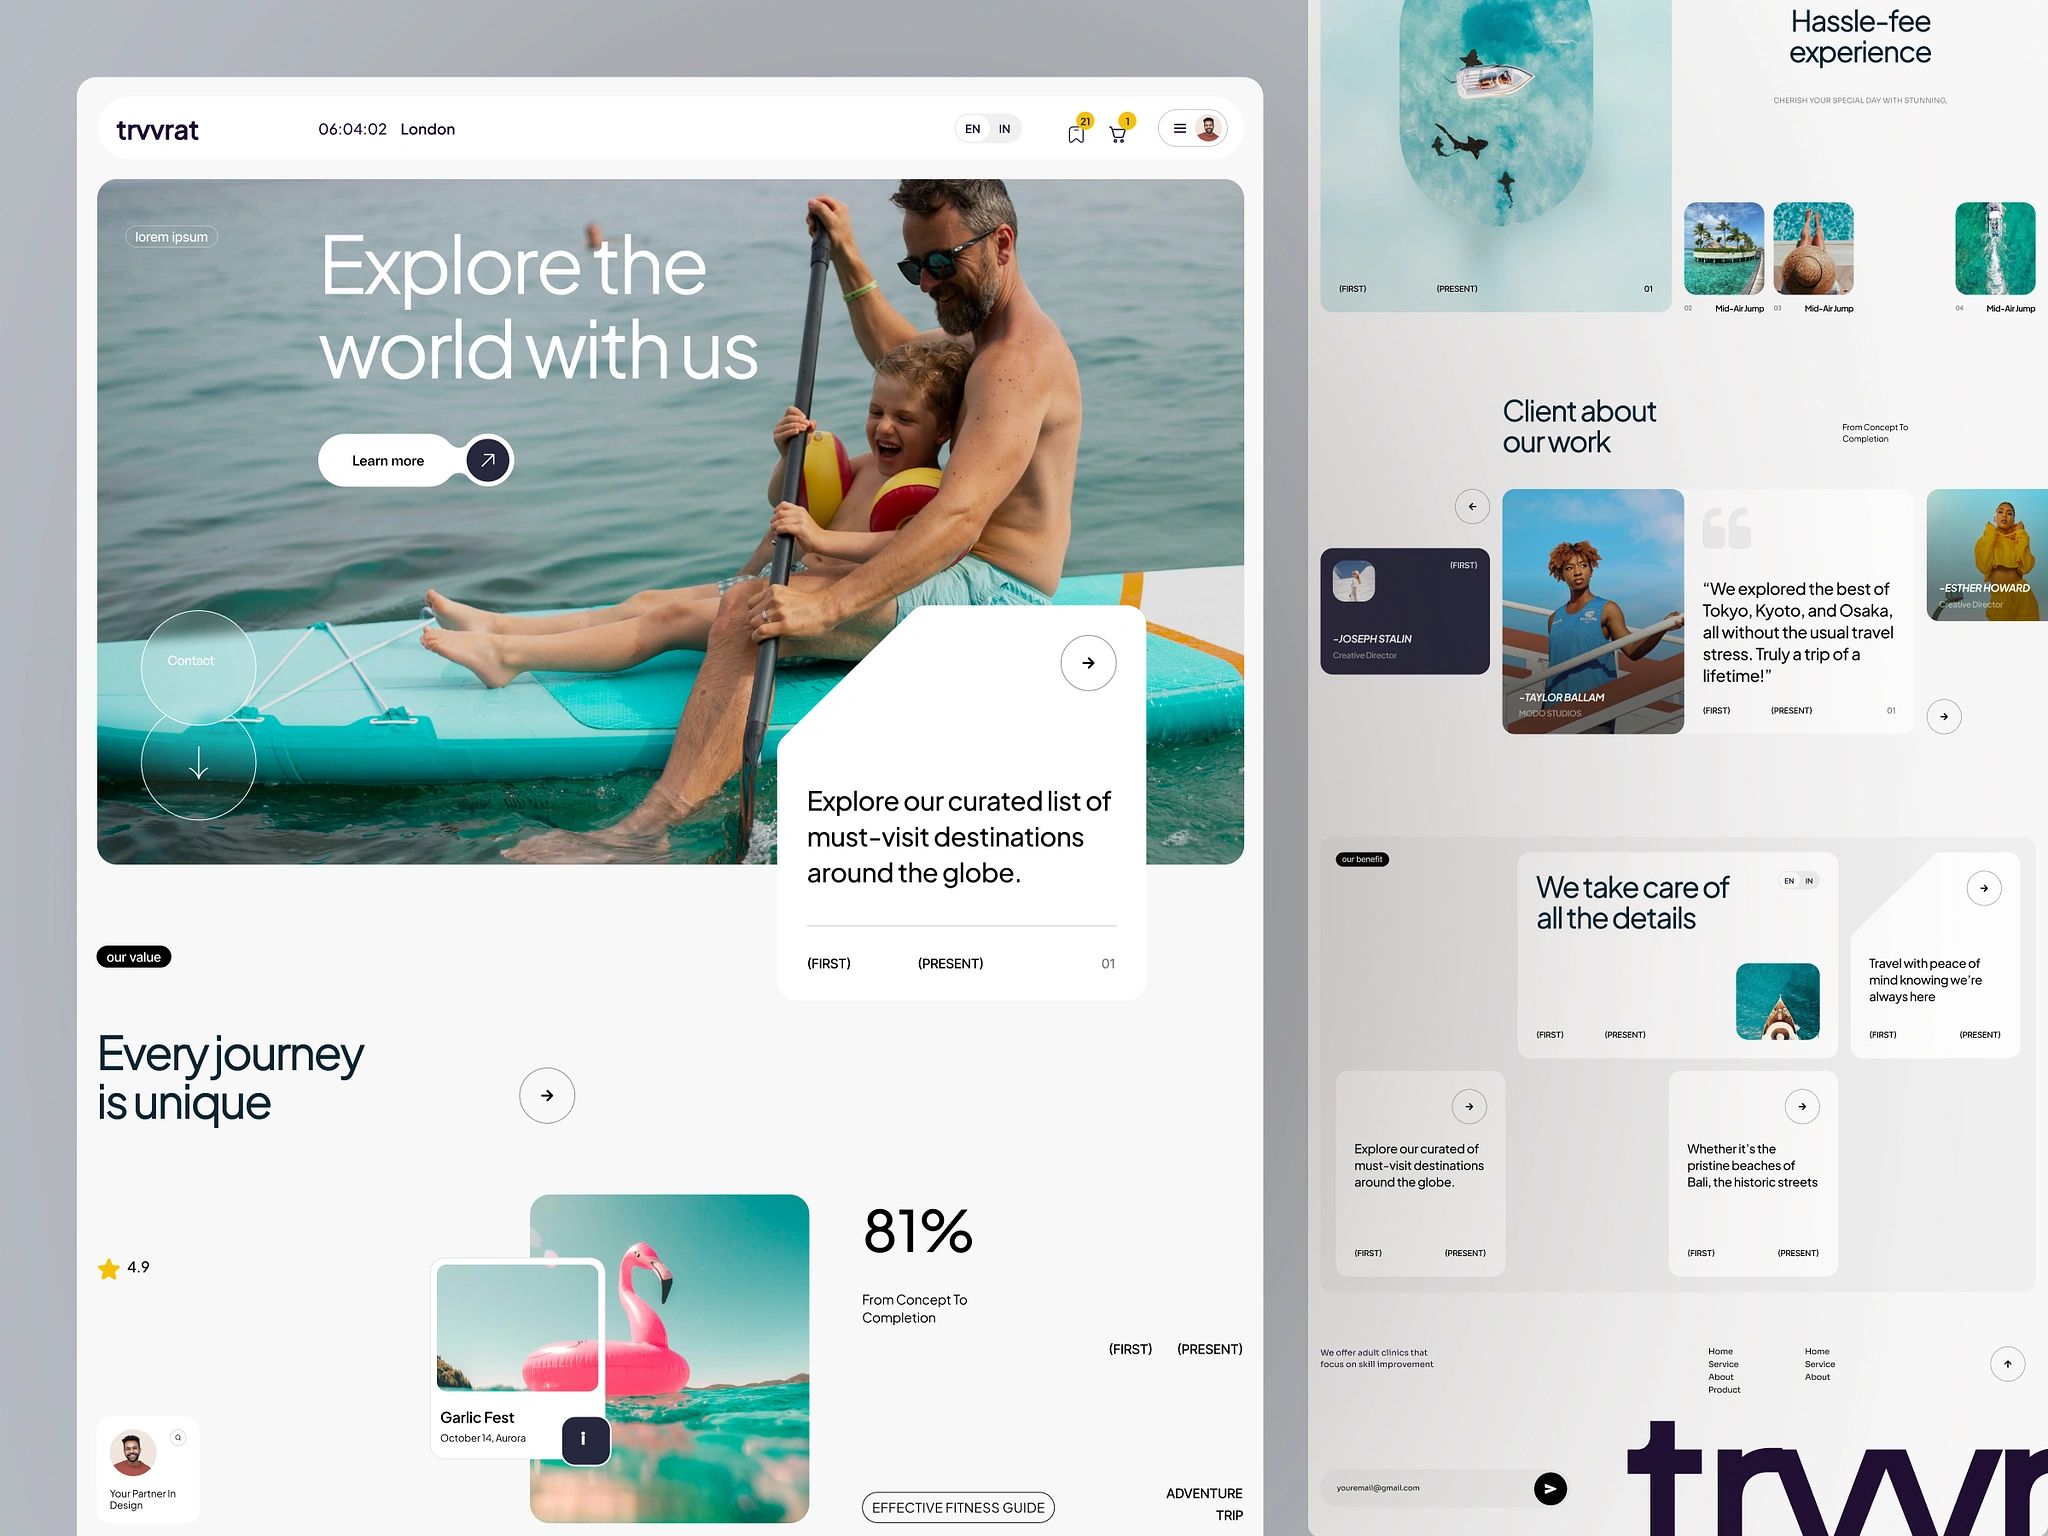 trvvrat
06:04:02 London
EN IN
21
1
lorem ipsum
Explore the
world with us
Learn more
Contact
Explore our curated list of
must-visit destinations
around the globe.
(FIRST) (PRESENT) 01
our value
Every journey
is unique
4.9
81%
From Concept To
Completion
(FIRST) (PRESENT)
Garlic Fest
October 14, Aurora
i
Your Partner In
Design
EFFECTIVE FITNESS GUIDE
ADVENTURE
TRIP
Hassle-fee
experience
CHERISH YOUR SPECIAL DAY WITH STUNNING,
(FIRST) (PRESENT) 01
02 Mid-Air Jump
03 Mid-Air Jump
04 Mid-Air Jump
Client about
our work
From Concept To
Completion
(FIRST)
-JOSEPH STALIN
Creative Director
-TAYLOR BALLAM
MODO STUDIOS
“We explored the best of
Tokyo, Kyoto, and Osaka,
all without the usual travel
stress. Truly a trip of a
lifetime!”
(FIRST) (PRESENT) 01
-ESTHER HOWARD
Creative Director
our benefit
We take care of
all the details
EN IN
(FIRST) (PRESENT)
Travel with peace of
mind knowing we're
always here
(FIRST) (PRESENT)
Explore our curated of
must-visit destinations
around the globe.
(FIRST) (PRESENT)
Whether it's the
pristine beaches of
Bali, the historic streets
(FIRST) (PRESENT)
We offer adult clinics that
focus on skill improvement
Home
Service
About
Product
Home
Service
About
youremail@gmail.com
trvvr